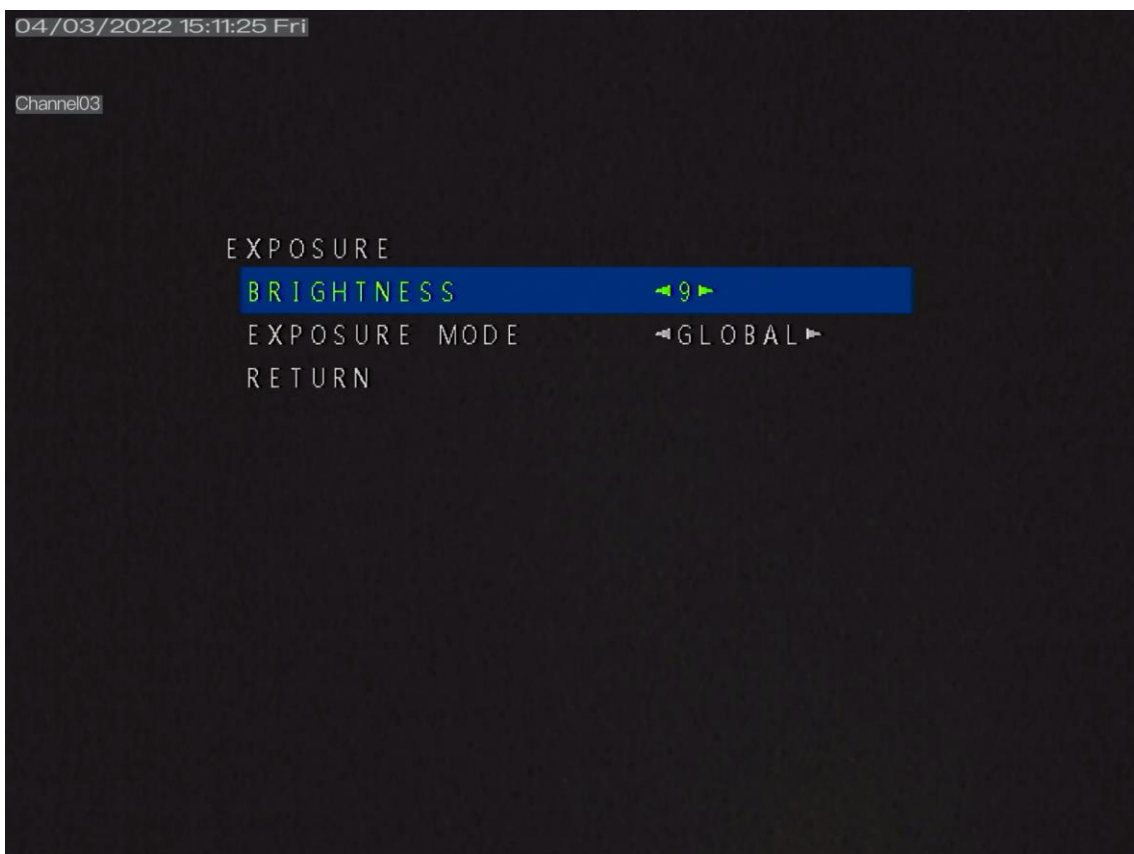 04/03/2022 15:11:25 Fri
Channel03
EXPOSURE
BRIGHTNESS ◄9►
EXPOSURE MODE ◄GLOBAL►
RETURN